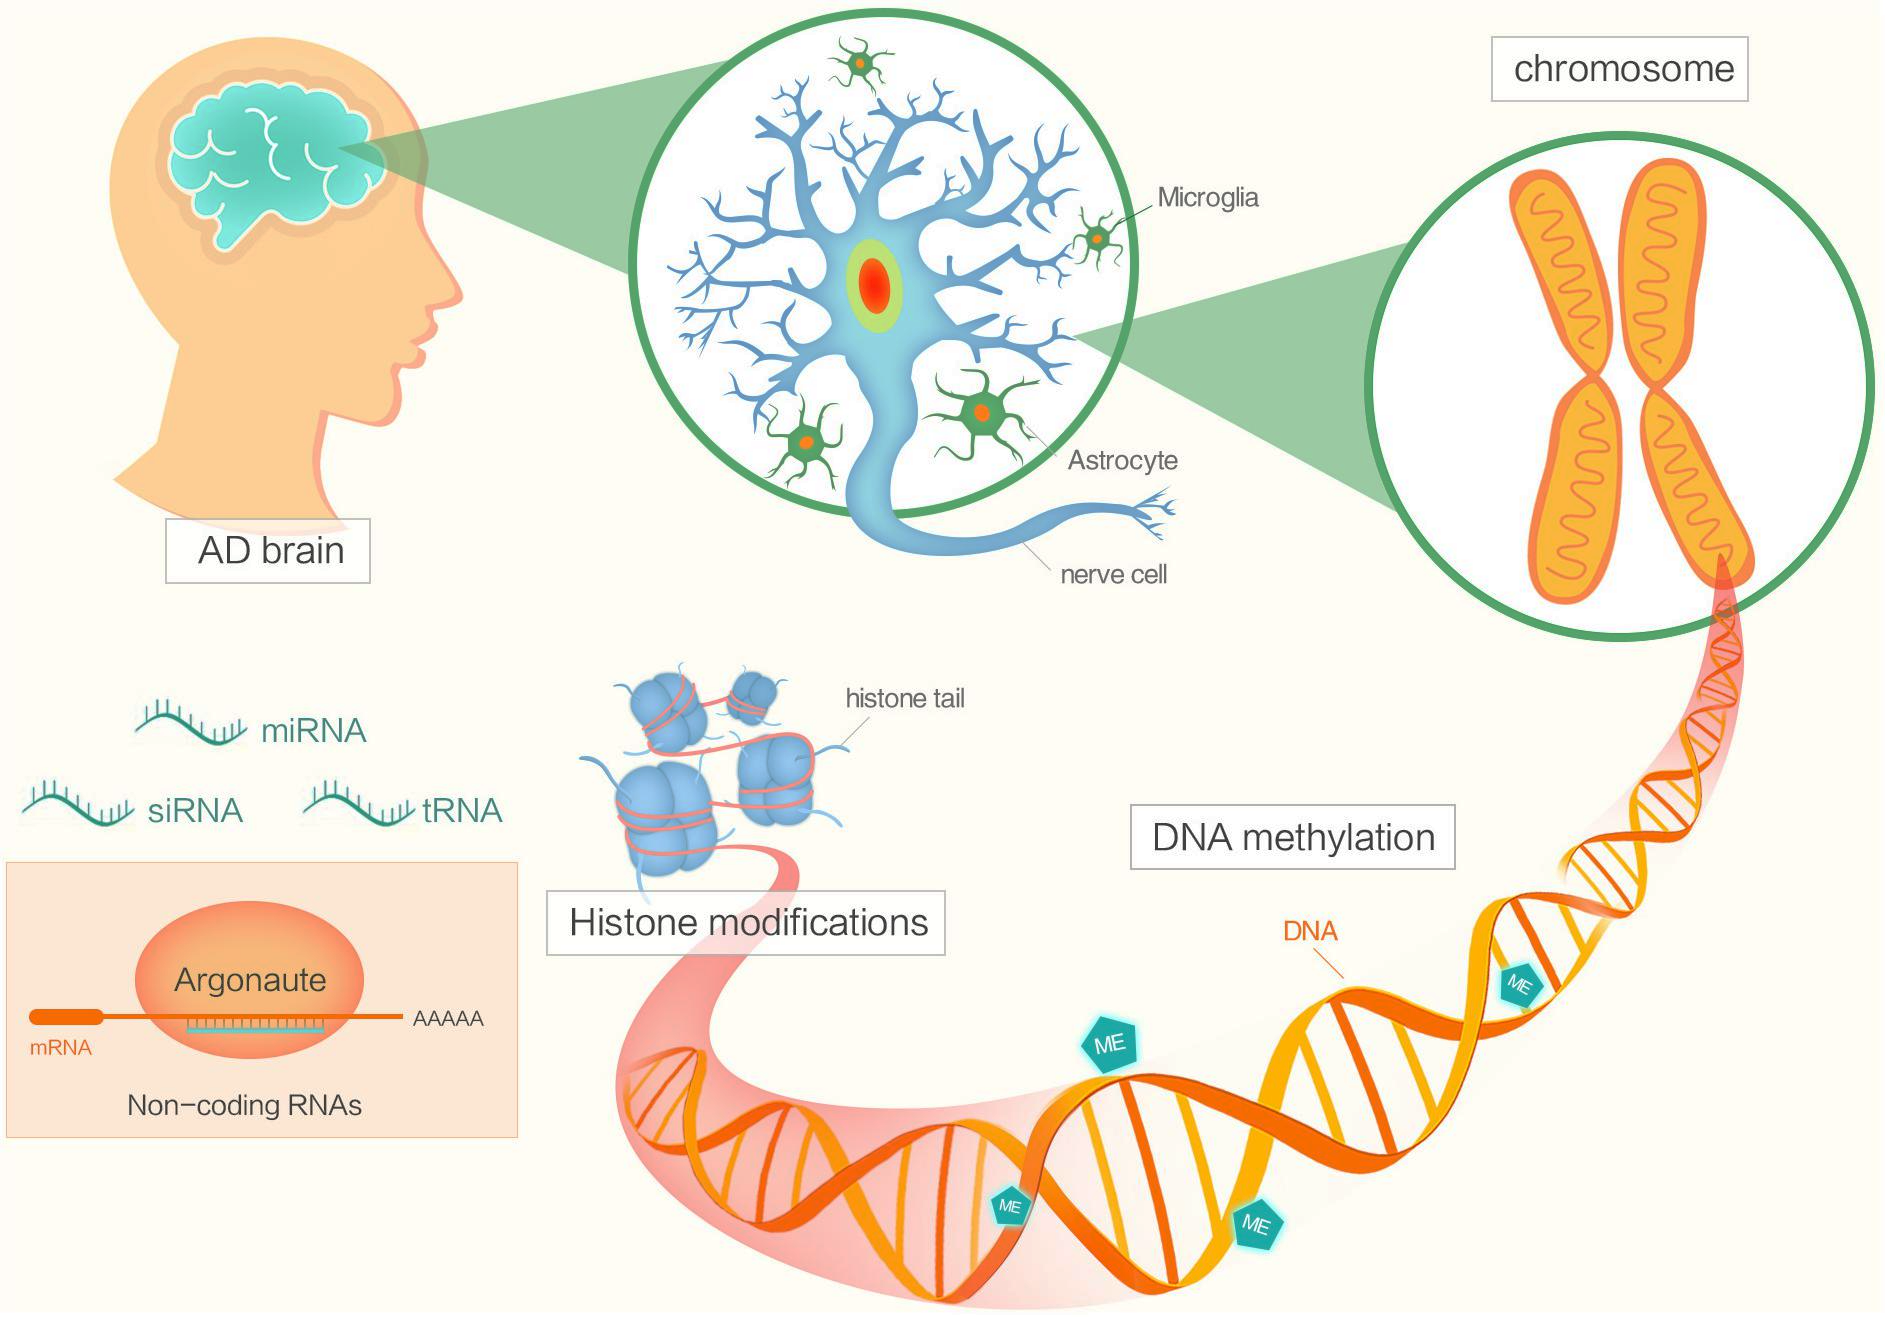 chromosome
Microglia
Astrocyte
AD brain
nerve cell
histone tail
miRNA
siRNA
tRNA
DNA methylation
Histone modifications
DNA
Argonaute
AAAAA
mRNA
Non-coding RNAs
ME
ME
ME
ME